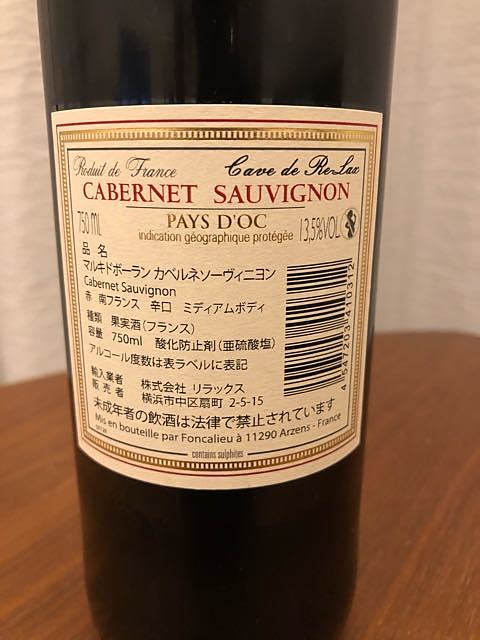 Produit de France
Cave de Re-Lax
CABERNET SAUVIGNON
750 ML
PAYS D'OC
indication géographique protégée
13,5%VOL
品 名
マルキドボーラン カベルネソーヴィニヨン
Cabernet Sauvignon
赤 南フランス 辛口 ミディアムボディ
種類 果実酒(フランス)
容量 750ml 酸化防止剤(亜硫酸塩)
アルコール度数は表ラベルに表記
輸入業者 株式会社 リラックス
販売者 横浜市中区扇町 2-5-15
未成年者の飲酒は法律で禁止されています
Mis en bouteille par Foncalieu à 11290 Arzens - France
contains sulphites
4 547203 410312